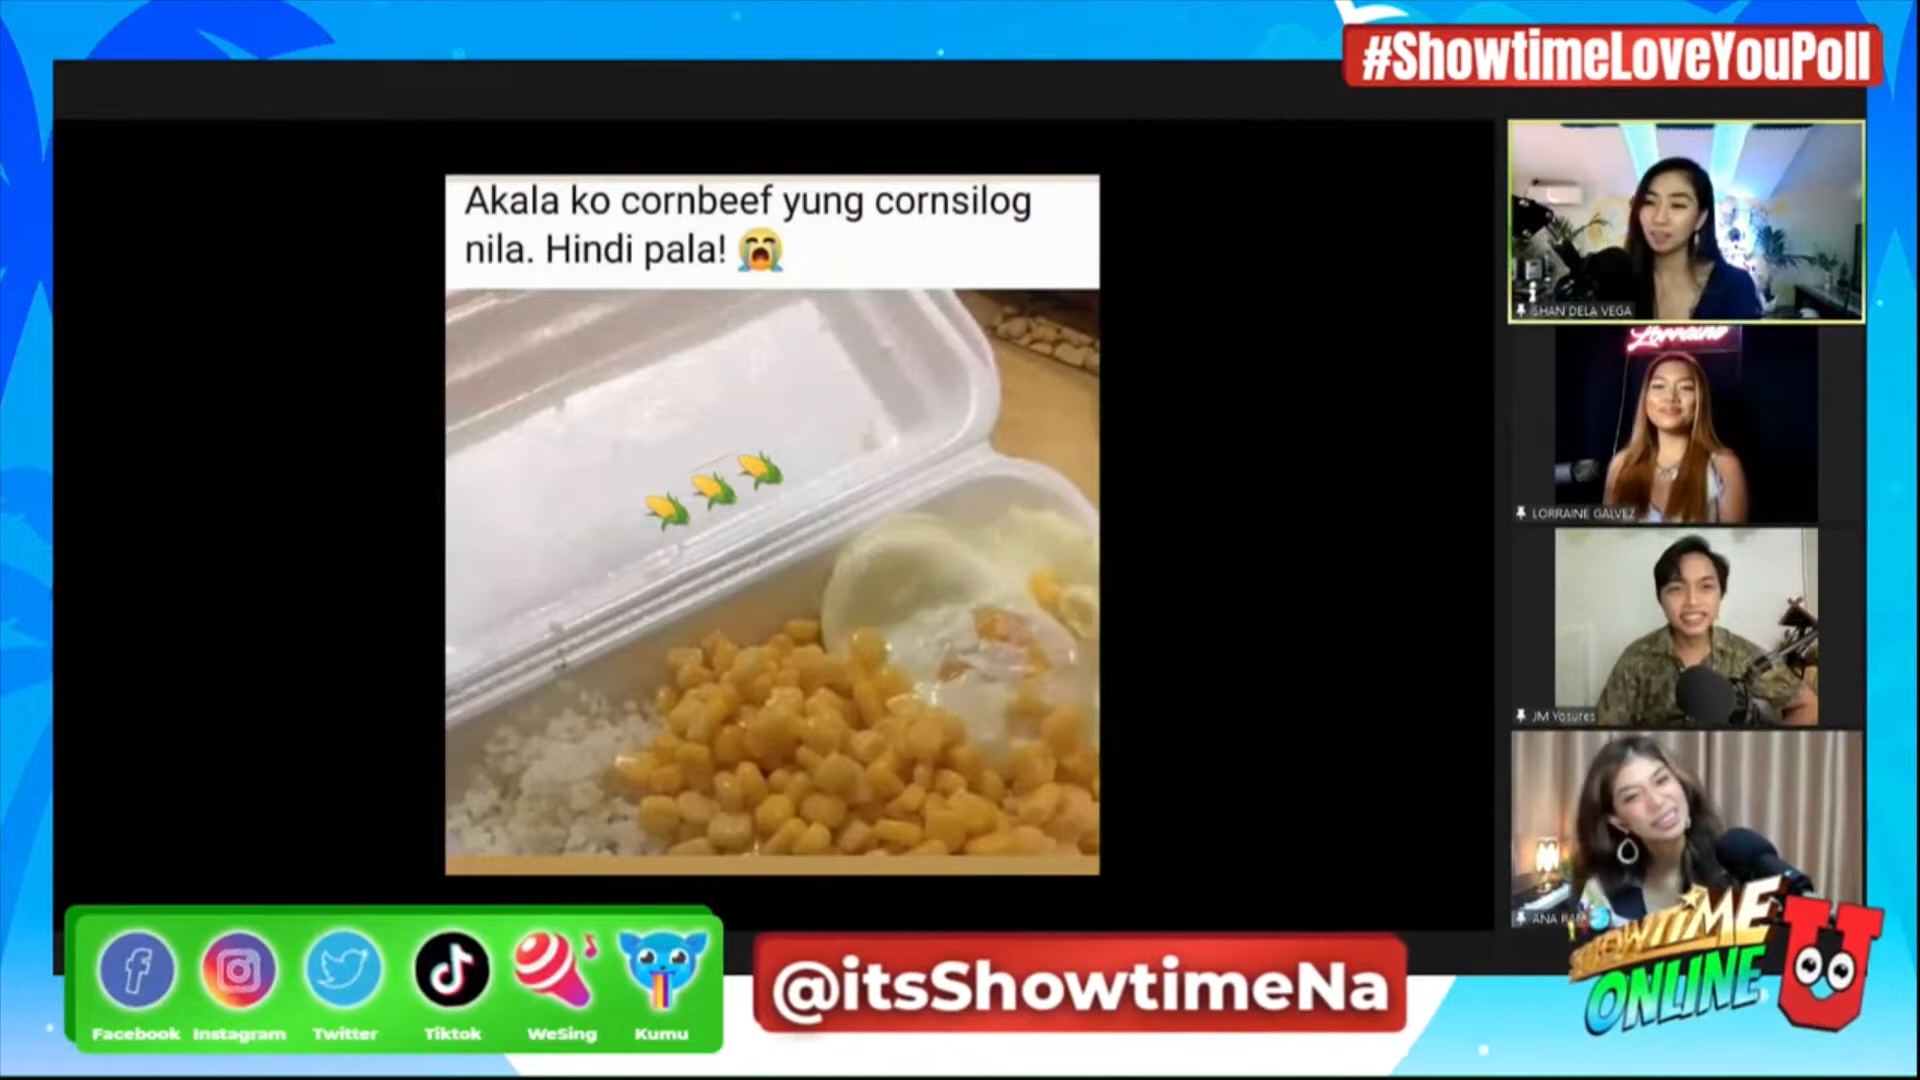 #ShowtimeLoveYouPoll
Akala ko cornbeef yung cornsilog
nila. Hindi pala! 😭
SHAN DELA VEGA
Lorraine
LORRAINE GALVEZ
JM Yosures
ANA
Facebook Instagram Twitter Tiktok WeSing Kumu
@itsShowtimeNa
SHOWTIME
ONLINE U